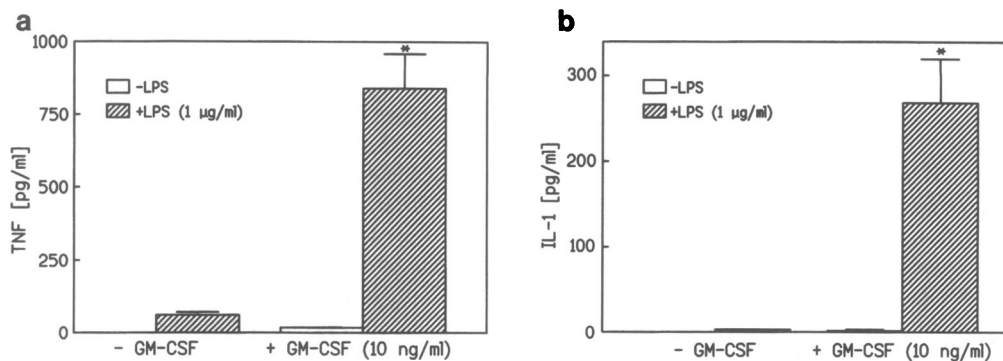 a
1000
750
500
250
0
TNF [pg/ml]
-LPS
+LPS (1 µg/ml)
*
- GM-CSF
+ GM-CSF (10 ng/ml)
b
300
200
100
0
IL-1 [pg/ml]
-LPS
+LPS (1 µg/ml)
*
- GM-CSF
+ GM-CSF (10 ng/ml)